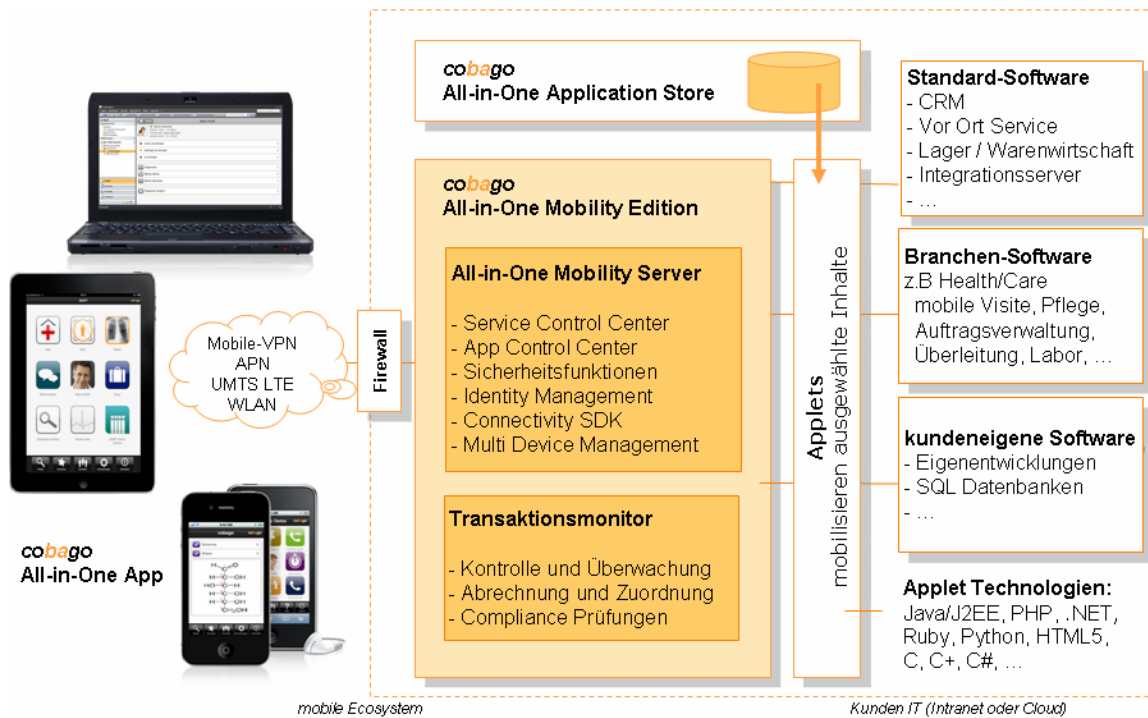 cobago
All-in-One Application Store
Standard-Software
- CRM
- Vor Ort Service
- Lager / Warenwirtschaft
- Integrationsserver
- ...
cobago
All-in-One Mobility Edition
All-in-One Mobility Server
- Service Control Center
- App Control Center
- Sicherheitsfunktionen
- Identity Management
- Connectivity SDK
- Multi Device Management
Transaktionsmonitor
- Kontrolle und Überwachung
- Abrechnung und Zuordnung
- Compliance Prüfungen
Applets
mobilisieren ausgewählte Inhalte
Branchen-Software
z.B Health/Care
mobile Visite, Pflege,
Auftragsverwaltung,
Überleitung, Labor, ...
kundeneigene Software
- Eigenentwicklungen
- SQL Datenbanken
- ...
Applet Technologien:
Java/J2EE, PHP, .NET,
Ruby, Python, HTML5,
C, C+, C#, ...
Mobile-VPN
APN
UMTS LTE
WLAN
Firewall
cobago
cobago
All-in-One App
mobile Ecosystem
Kunden IT (Intranet oder Cloud)